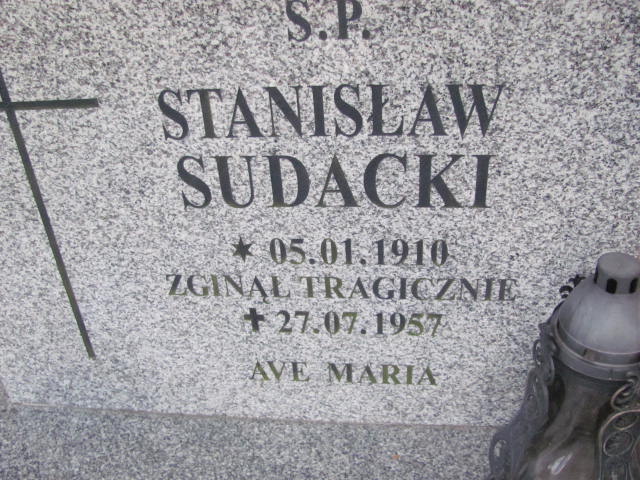 S.P.
STANISŁAW
SUDACKI
* 05.01.1910
ZGINĄŁ TRAGICZNIE
✝ 27.07.1957
AVE MARIA